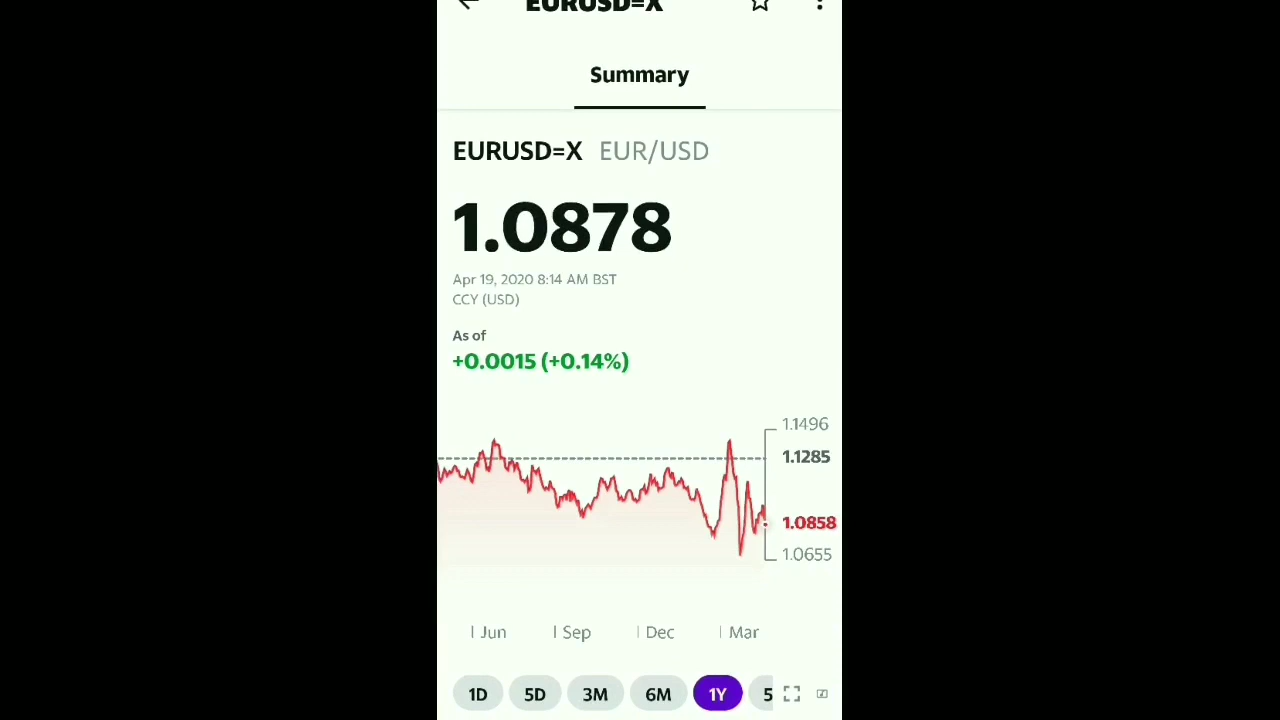 EURUSD=X
Summary
EURUSD=X EUR/USD
1.0878
Apr 19, 2020 8:14 AM BST
CCY (USD)
As of
+0.0015 (+0.14%)
1.1496
1.1285
1.0858
1.0655
Jun Sep Dec Mar
1D 5D 3M 6M 1Y 5